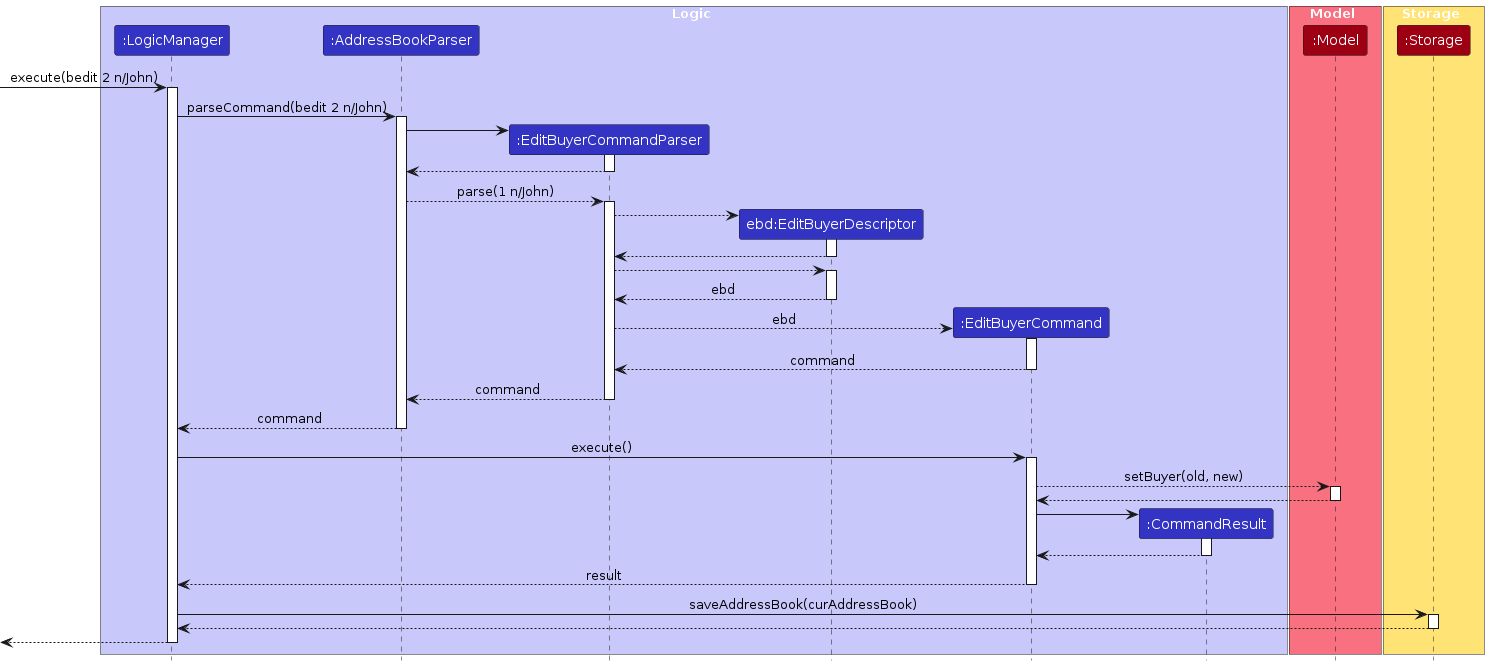 Logic
Model
Storage
:LogicManager
:AddressBookParser
:Model
:Storage
execute(bedit 2 n/John)
parseCommand(bedit 2 n/John)
:EditBuyerCommandParser
parse(1 n/John)
ebd:EditBuyerDescriptor
ebd
ebd
:EditBuyerCommand
command
command
command
execute()
setBuyer(old, new)
:CommandResult
result
saveAddressBook(curAddressBook)